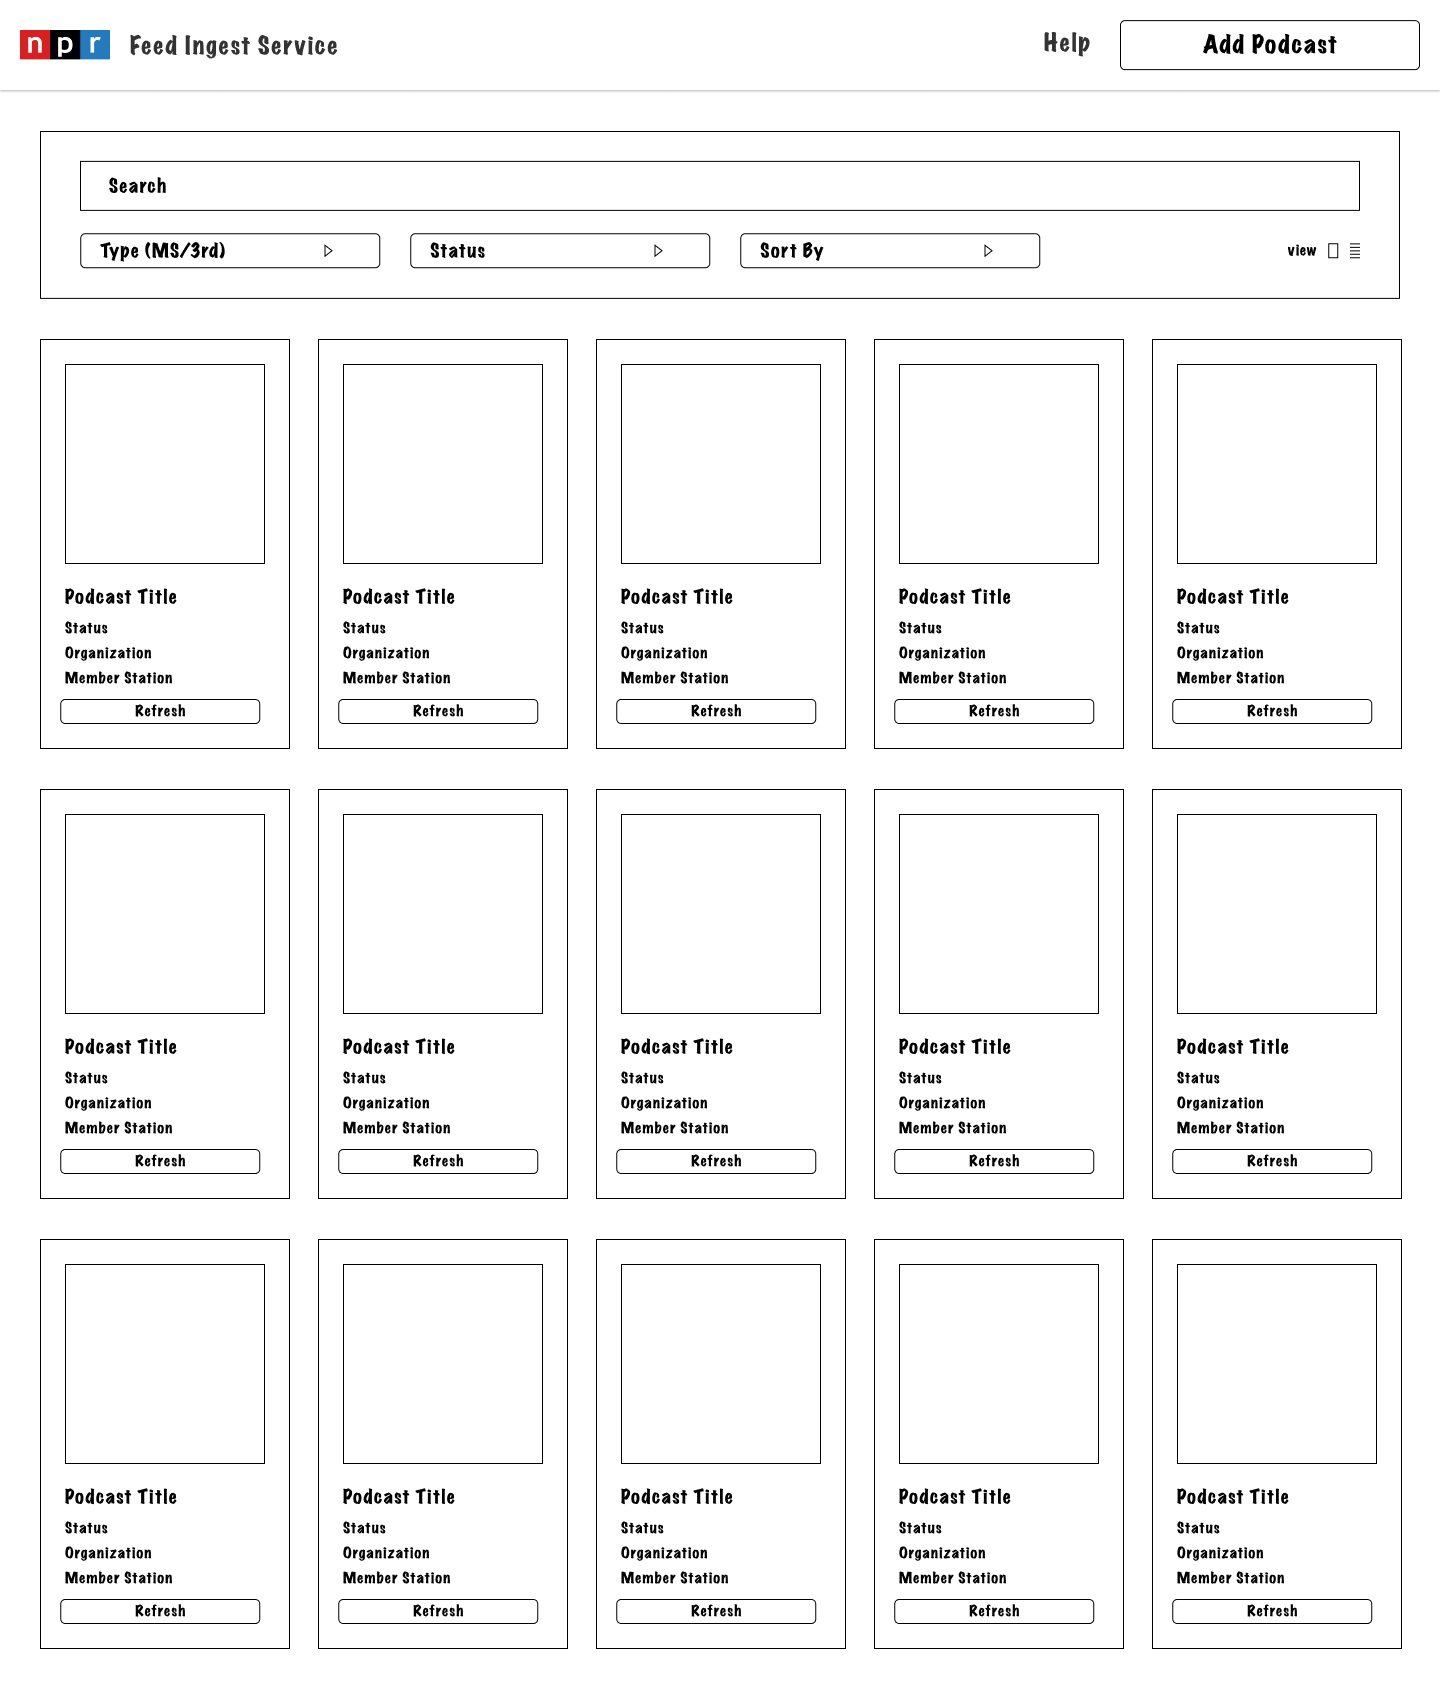 npr Feed Ingest Service Help Add Podcast
Search
Type (MS/3rd) Status Sort By view
Podcast Title Podcast Title Podcast Title Podcast Title Podcast Title
Status Status Status Status Status
Organization Organization Organization Organization Organization
Member Station Member Station Member Station Member Station Member Station
Refresh Refresh Refresh Refresh Refresh
Podcast Title Podcast Title Podcast Title Podcast Title Podcast Title
Status Status Status Status Status
Organization Organization Organization Organization Organization
Member Station Member Station Member Station Member Station Member Station
Refresh Refresh Refresh Refresh Refresh
Podcast Title Podcast Title Podcast Title Podcast Title Podcast Title
Status Status Status Status Status
Organization Organization Organization Organization Organization
Member Station Member Station Member Station Member Station Member Station
Refresh Refresh Refresh Refresh Refresh